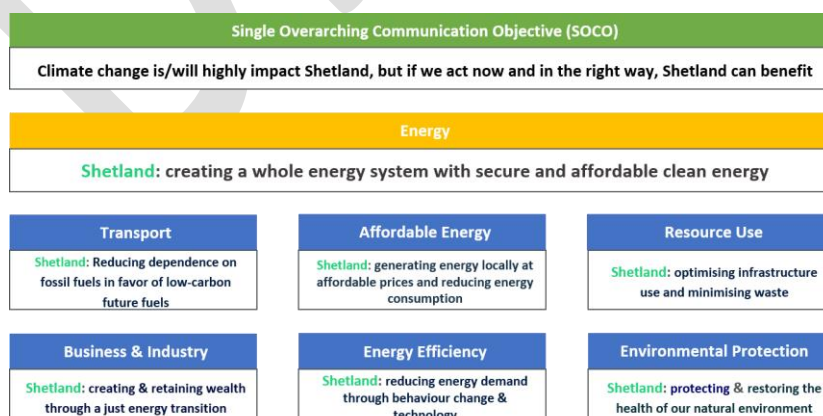 Single Overarching Communication Objective (SOCO)
Climate change is/will highly impact Shetland, but if we act now and in the right way, Shetland can benefit
Energy
Shetland: creating a whole energy system with secure and affordable clean energy
Transport
Shetland: Reducing dependence on
fossil fuels in favor of low-carbon
future fuels
Affordable Energy
Shetland: generating energy locally at
affordable prices and reducing energy
consumption
Resource Use
Shetland: optimising infrastructure
use and minimising waste
Business & Industry
Shetland: creating & retaining wealth
through a just energy transition
Energy Efficiency
Shetland: reducing energy demand
through behaviour change &
technology
Environmental Protection
Shetland: protecting & restoring the
health of our natural environment